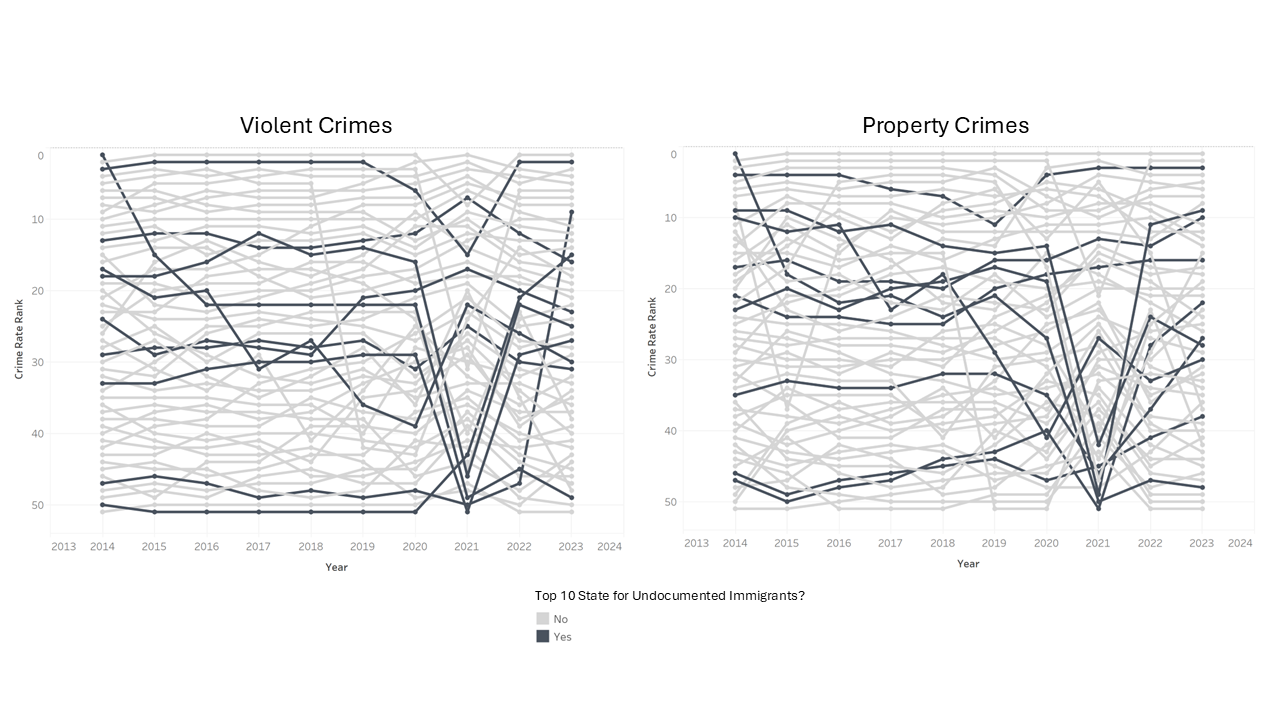 Violent Crimes
Property Crimes
Crime Rate Rank
0
10
20
30
40
50
2013 2014 2015 2016 2017 2018 2019 2020 2021 2022 2023 2024
Year
Crime Rate Rank
0
10
20
30
40
50
2013 2014 2015 2016 2017 2018 2019 2020 2021 2022 2023 2024
Year
Top 10 State for Undocumented Immigrants?
No
Yes